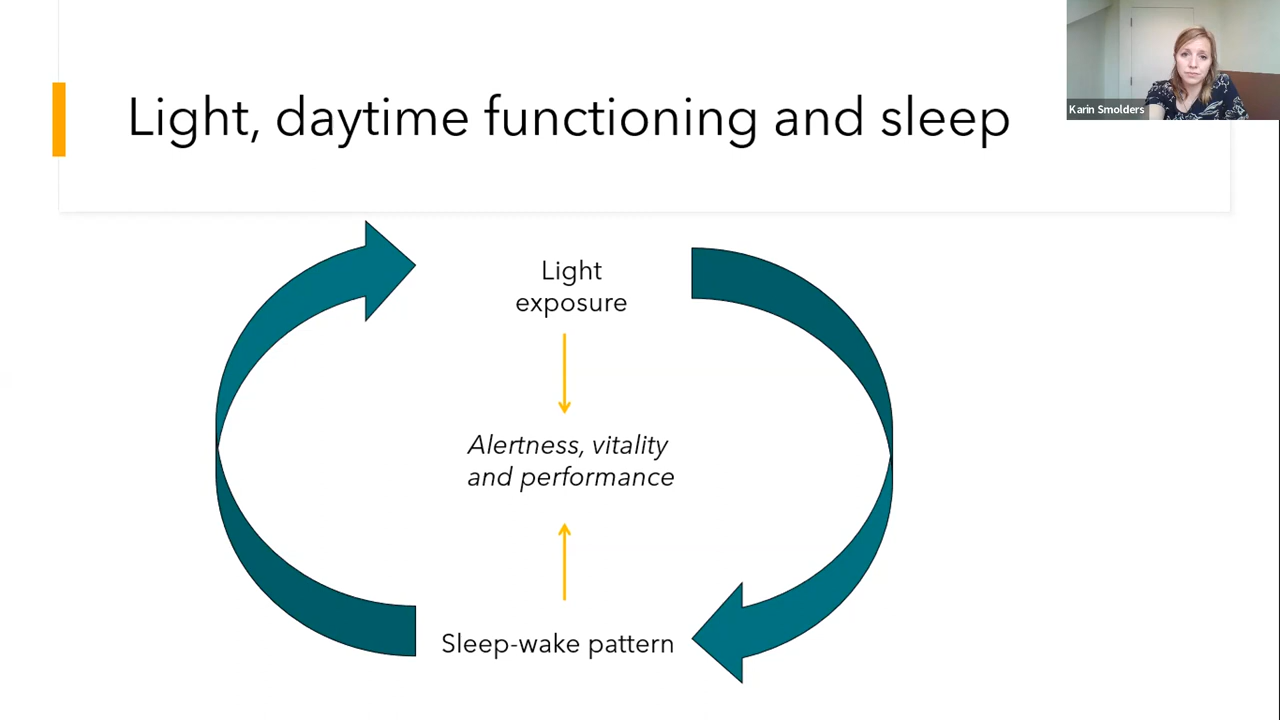 Karin Smolders
Light, daytime functioning and sleep
Light
exposure
Alertness, vitality
and performance
Sleep-wake pattern